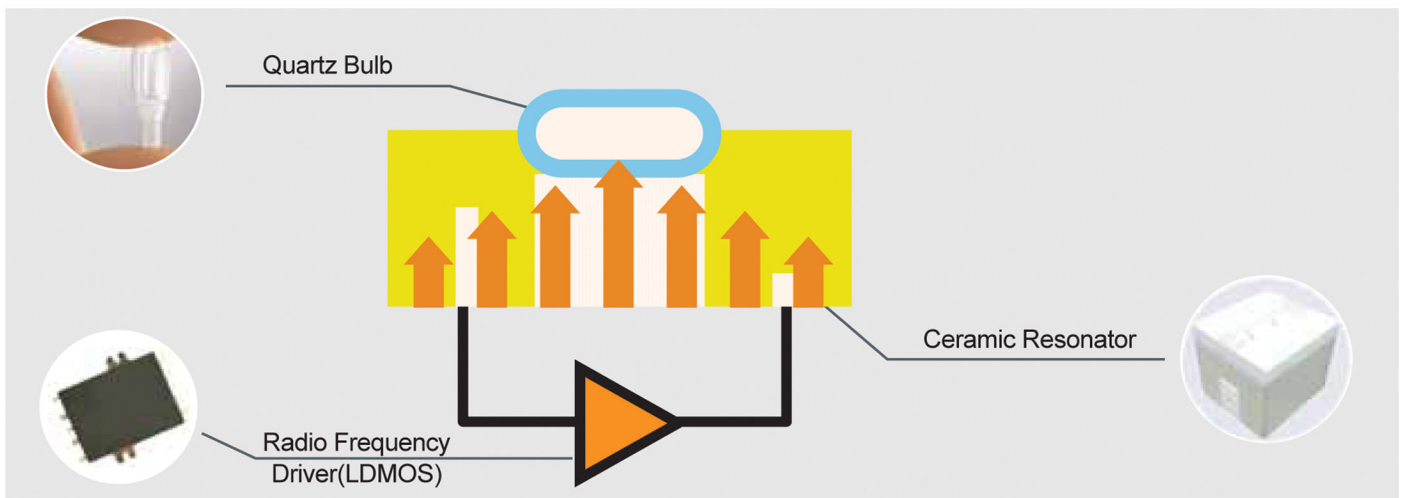 Quartz Bulb
Ceramic Resonator
Radio Frequency
Driver(LDMOS)